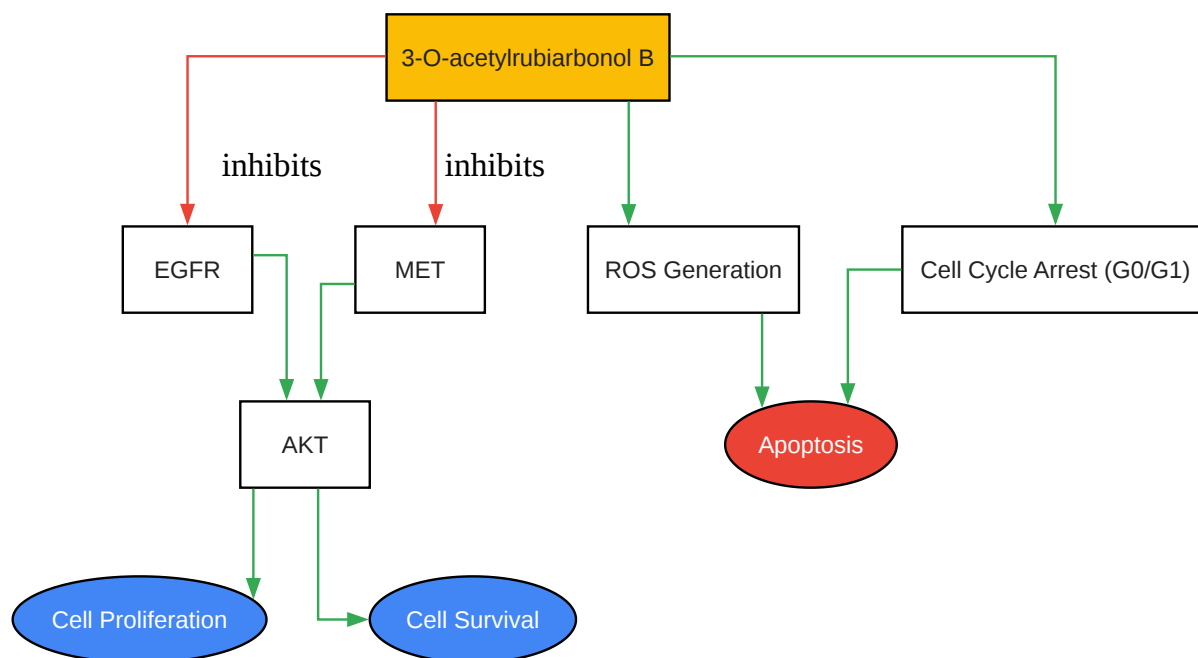 3-O-acetylrubiarbonol B
inhibits
inhibits
EGFR
MET
ROS Generation
Cell Cycle Arrest (G0/G1)
AKT
Apoptosis
Cell Proliferation
Cell Survival